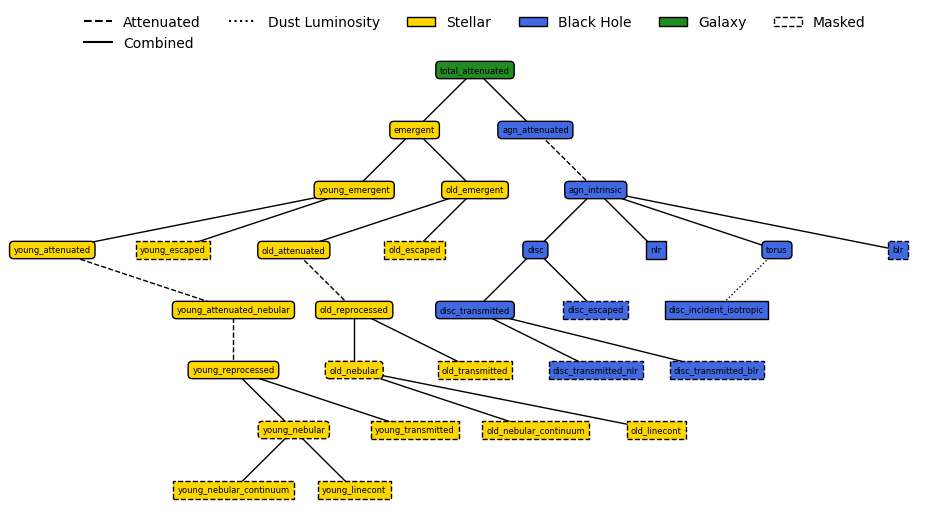 Attenuated Dust Luminosity Stellar Black Hole Galaxy Masked
Combined
total_attenuated
emergent agn_attenuated
young_emergent old_emergent agn_intrinsic
young_attenuated young_escaped old_attenuated old_escaped disc nlr torus blr
young_attenuated_nebular old_reprocessed disc_transmitted disc_escaped disc_incident_isotropic
young_reprocessed old_nebular old_transmitted disc_transmitted_nlr disc_transmitted_blr
young_nebular young_transmitted old_nebular_continuum old_linecont
young_nebular_continuum young_linecont